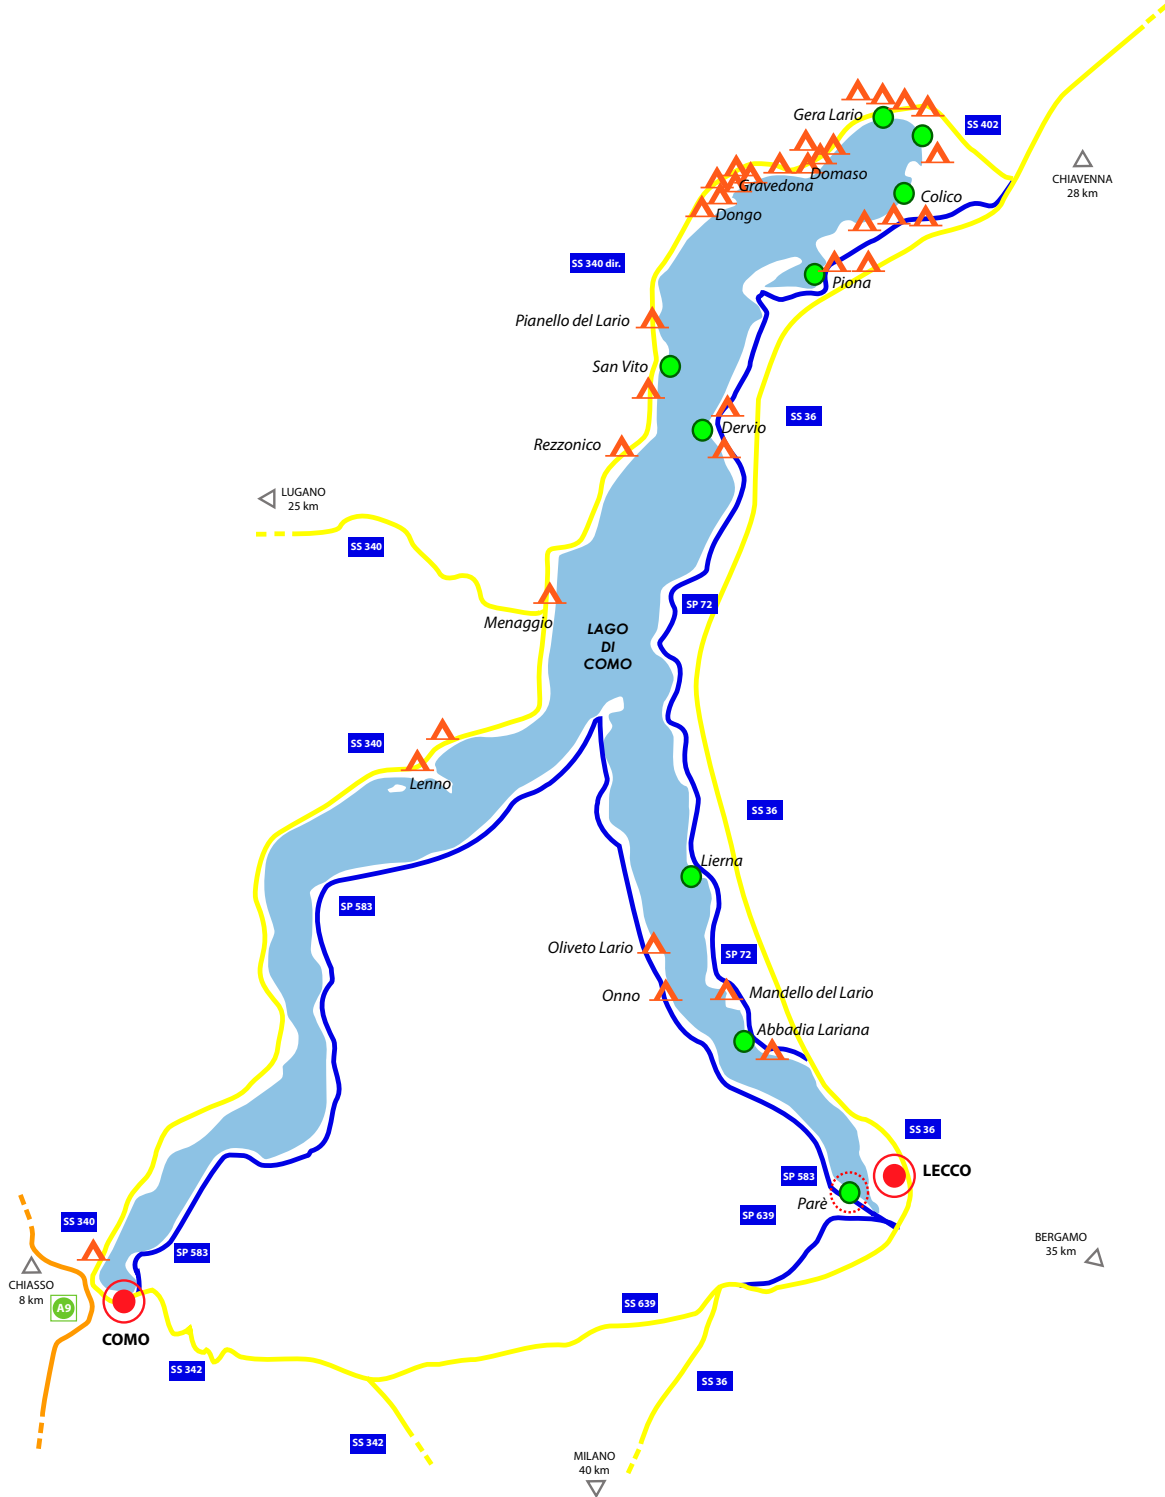 Gera Lario
SS 402
CHIAVENNA
28 km
Domaso
Gravedona
Colico
Dongo
SS 340 dir.
Piona
Pianello del Lario
San Vito
SS 36
Dervio
Rezzonico
LUGANO
25 km
SS 340
SP 72
Menaggio
LAGO
DI
COMO
SS 340
Lenno
SS 36
Lierna
SP 583
Oliveto Lario
SP 72
Onno
Mandello del Lario
Abbadia Lariana
SS 36
LECCO
SP 583
Parè
SP 639
SS 340
SP 583
BERGAMO
35 km
CHIASSO
8 km
A9
SS 639
COMO
SS 342
SS 36
SS 342
MILANO
40 km